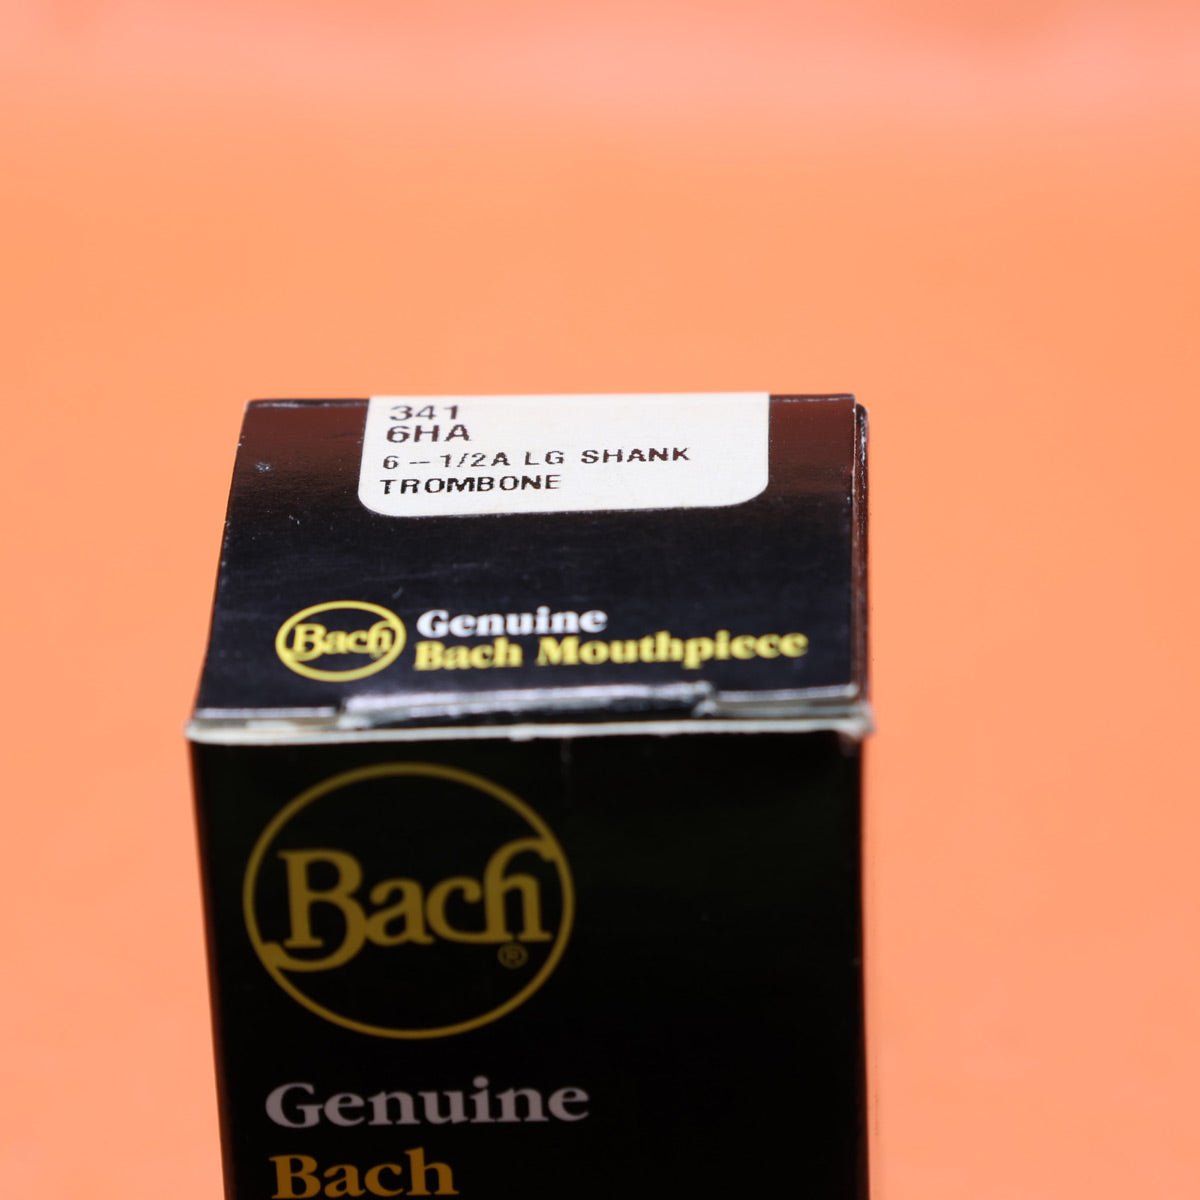 341
6HA
6 -- 1/2A LG SHANK
TROMBONE
Bach
Genuine
Bach Mouthpiece
Bach
®
Genuine
Bach